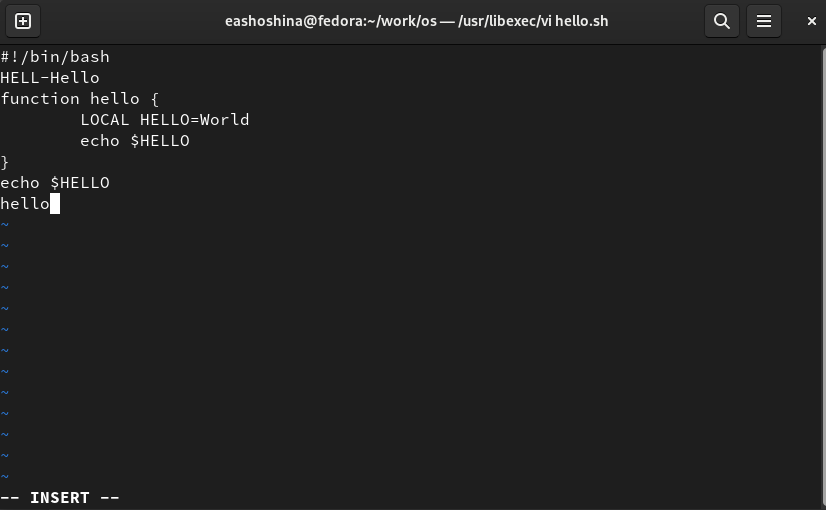 eashoshina@fedora:~/work/os — /usr/libexec/vi hello.sh
#!/bin/bash
HELL-Hello
function hello {
        LOCAL HELLO=World
        echo $HELLO
}
echo $HELLO
hello
~
~
~
~
~
~
~
~
~
~
~
~
~
-- INSERT --